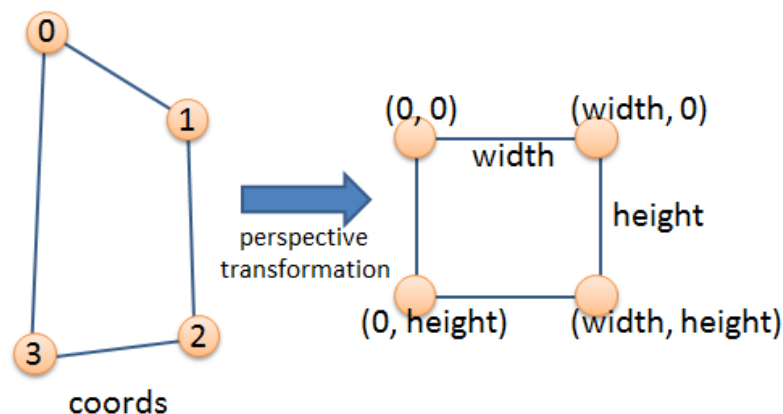 0
1
2
3
coords
perspective
transformation
(0, 0)
(width, 0)
width
height
(0, height)
(width, height)